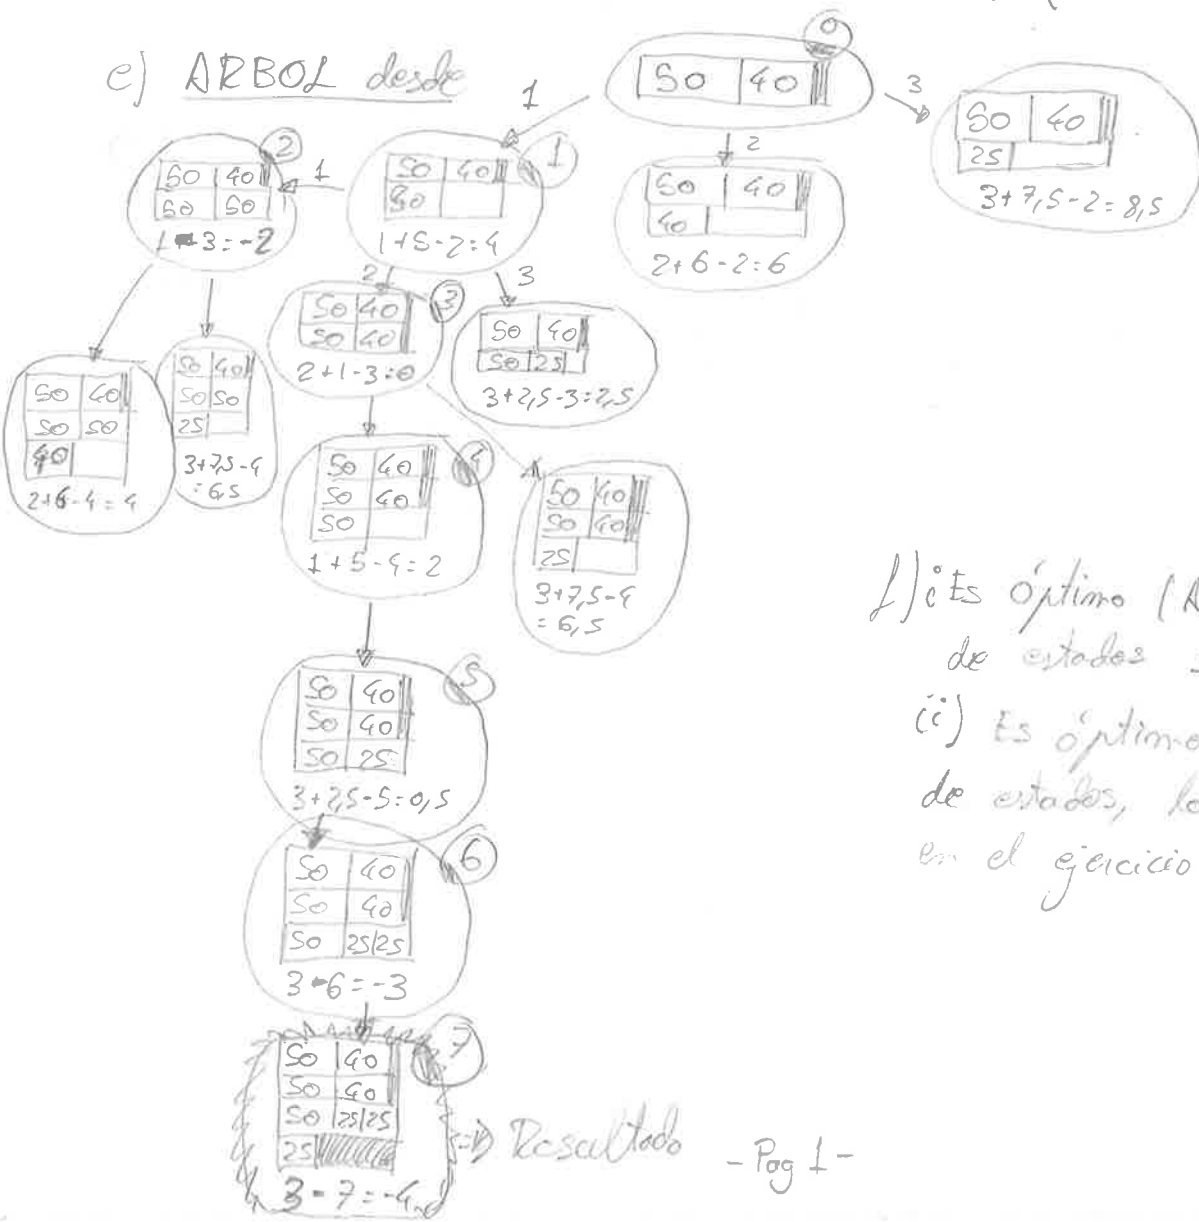 e) ARBOL desde
0
50 | 40
1
2
3
2
50 | 40
50 | 50
1-3=-2
1
1
50 | 40
50
1+5-2=4
50 | 40
40
2+6-2=6
50 | 40
25
3+7,5-2=8,5
2
3
3
50 | 40
50 | 40
2+1-3=0
50 | 40
50 | 25
3+2,5-3=2,5
50 | 40
50 | 50
40
2+6-4=4
50 | 40
50 | 50
25
3+7,5-4
=6,5
4
50 | 40
50 | 40
50
1+5-4=2
50 | 40
50 | 40
25
3+7,5-4
=6,5
5
50 | 40
50 | 40
50 | 25
3+2,5-5=0,5
6
50 | 40
50 | 40
50 | 25|25
3-6=-3
7
50 | 40
50 | 40
50 | 25|25
25
3-7=-4
=> Resultado
f) i Es óptimo (A
de estados
ii) Es óptimo
de estados, lo
en el ejercicio
- Pag 1 -